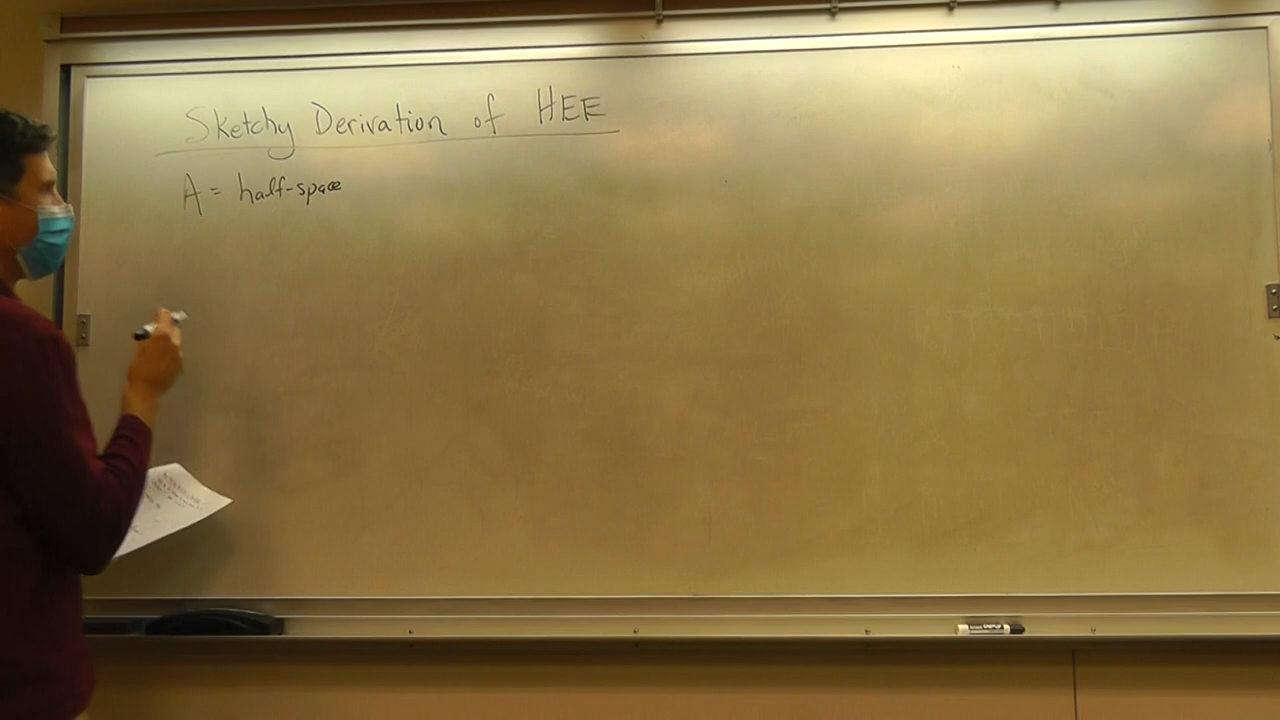 Sketchy Derivation of HEE
A = half-space